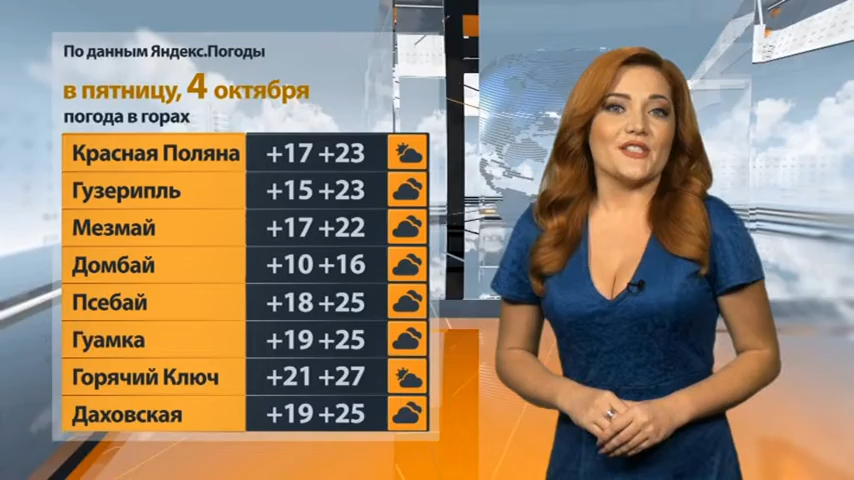 По данным Яндекс.Погоды
в пятницу, 4 октября
погода в горах
Красная Поляна +17 +23
Гузерипль +15 +23
Мезмай +17 +22
Домбай +10 +16
Псебай +18 +25
Гуамка +19 +25
Горячий Ключ +21 +27
Даховская +19 +25